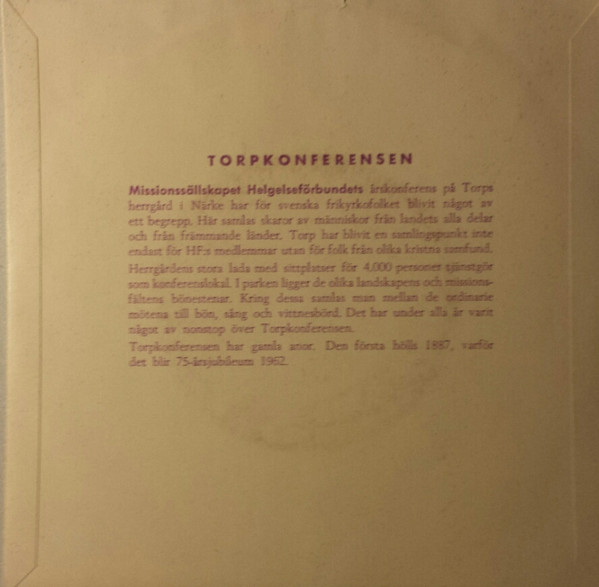 TORPKONFERENSEN
Missionssällskapet Helgelseförbundets årskonferens på Torps
herrgård i Närke har för svenska frikyrkofolket blivit något av
ett begrepp. Här samlas skaror av människor från landets alla delar
och från främmande länder. Torp har blivit en samlingspunkt inte
endast för HF:s medlemmar utan för folk från olika kristna samfund.
Herrgårdens stora lada med sittplatser för 4,000 personer tjänstgör
som konferenslokal. I parken ligger de olika landskapens och missions-
fältens bönestenar. Kring dessa samlas man mellan de ordinarie
mötena till bön, sång och vittnesbörd. Det har under alla år varit
något av nonstop över Torpkonferensen.
Torpkonferensen har gamla anor. Den första hölls 1887, varför
det blir 75-årsjubileum 1962.